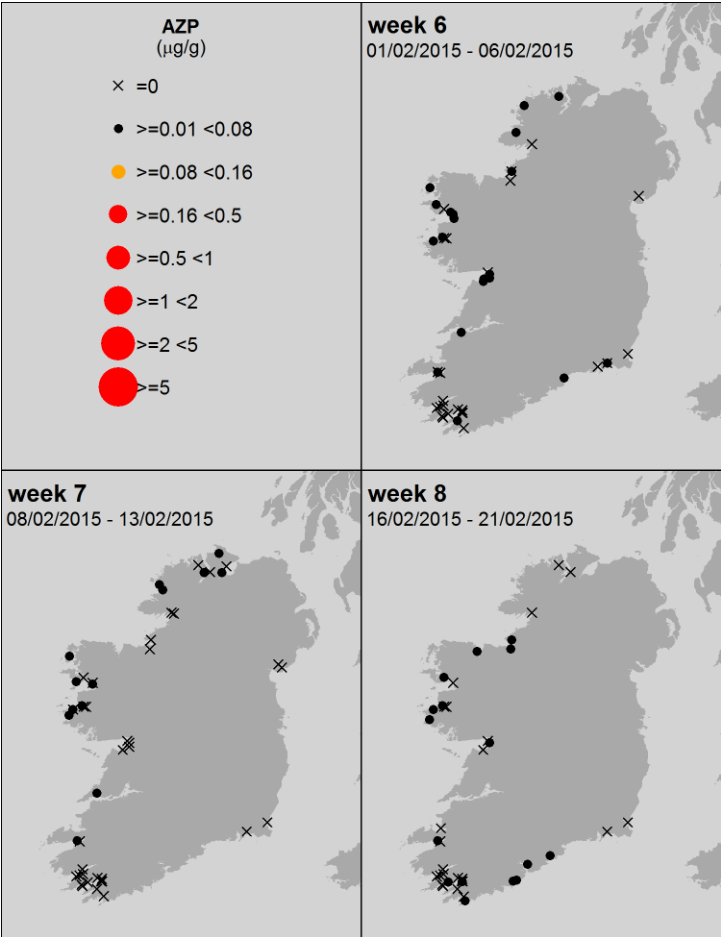 AZP
(µg/g)
=0
>=0.01 <0.08
>=0.08 <0.16
>=0.16 <0.5
>=0.5 <1
>=1 <2
>=2 <5
>=5
week 6
01/02/2015 - 06/02/2015
week 7
08/02/2015 - 13/02/2015
week 8
16/02/2015 - 21/02/2015